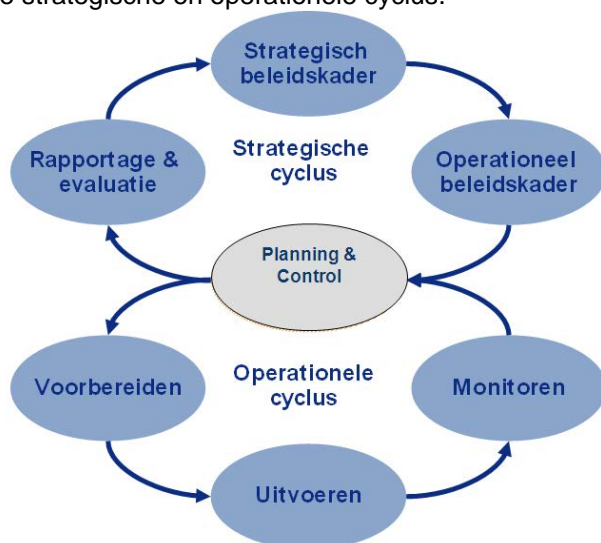 strategische en operationele cyclus.
Strategisch
beleidskader
Rapportage &
evaluatie
Strategische
cyclus
Operationeel
beleidskader
Planning &
Control
Voorbereiden
Operationele
cyclus
Monitoren
Uitvoeren